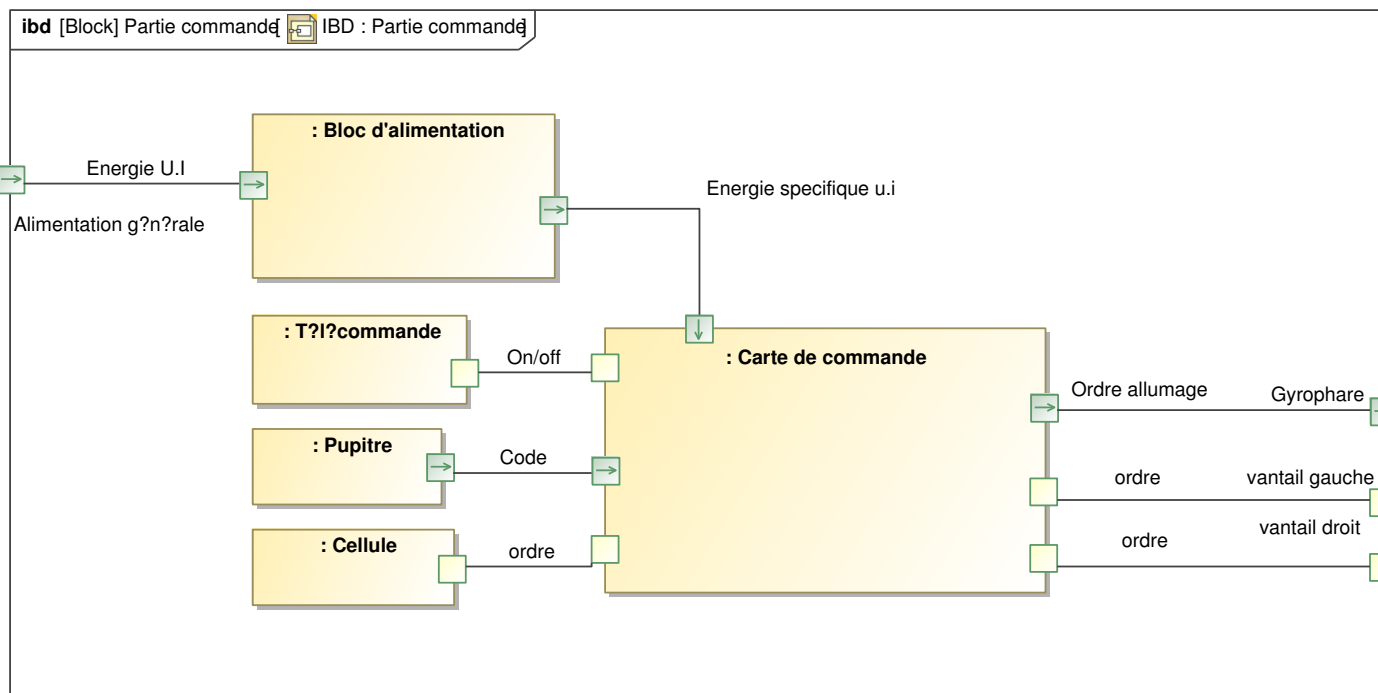 ibd [Block] Partie commande[ IBD : Partie commande]
: Bloc d'alimentation
Energie U.I
Energie specifique u.i
Alimentation g?n?rale
: T?l?commande
On/off
: Carte de commande
Ordre allumage
Gyrophare
: Pupitre
Code
ordre
vantail gauche
: Cellule
ordre
ordre
vantail droit